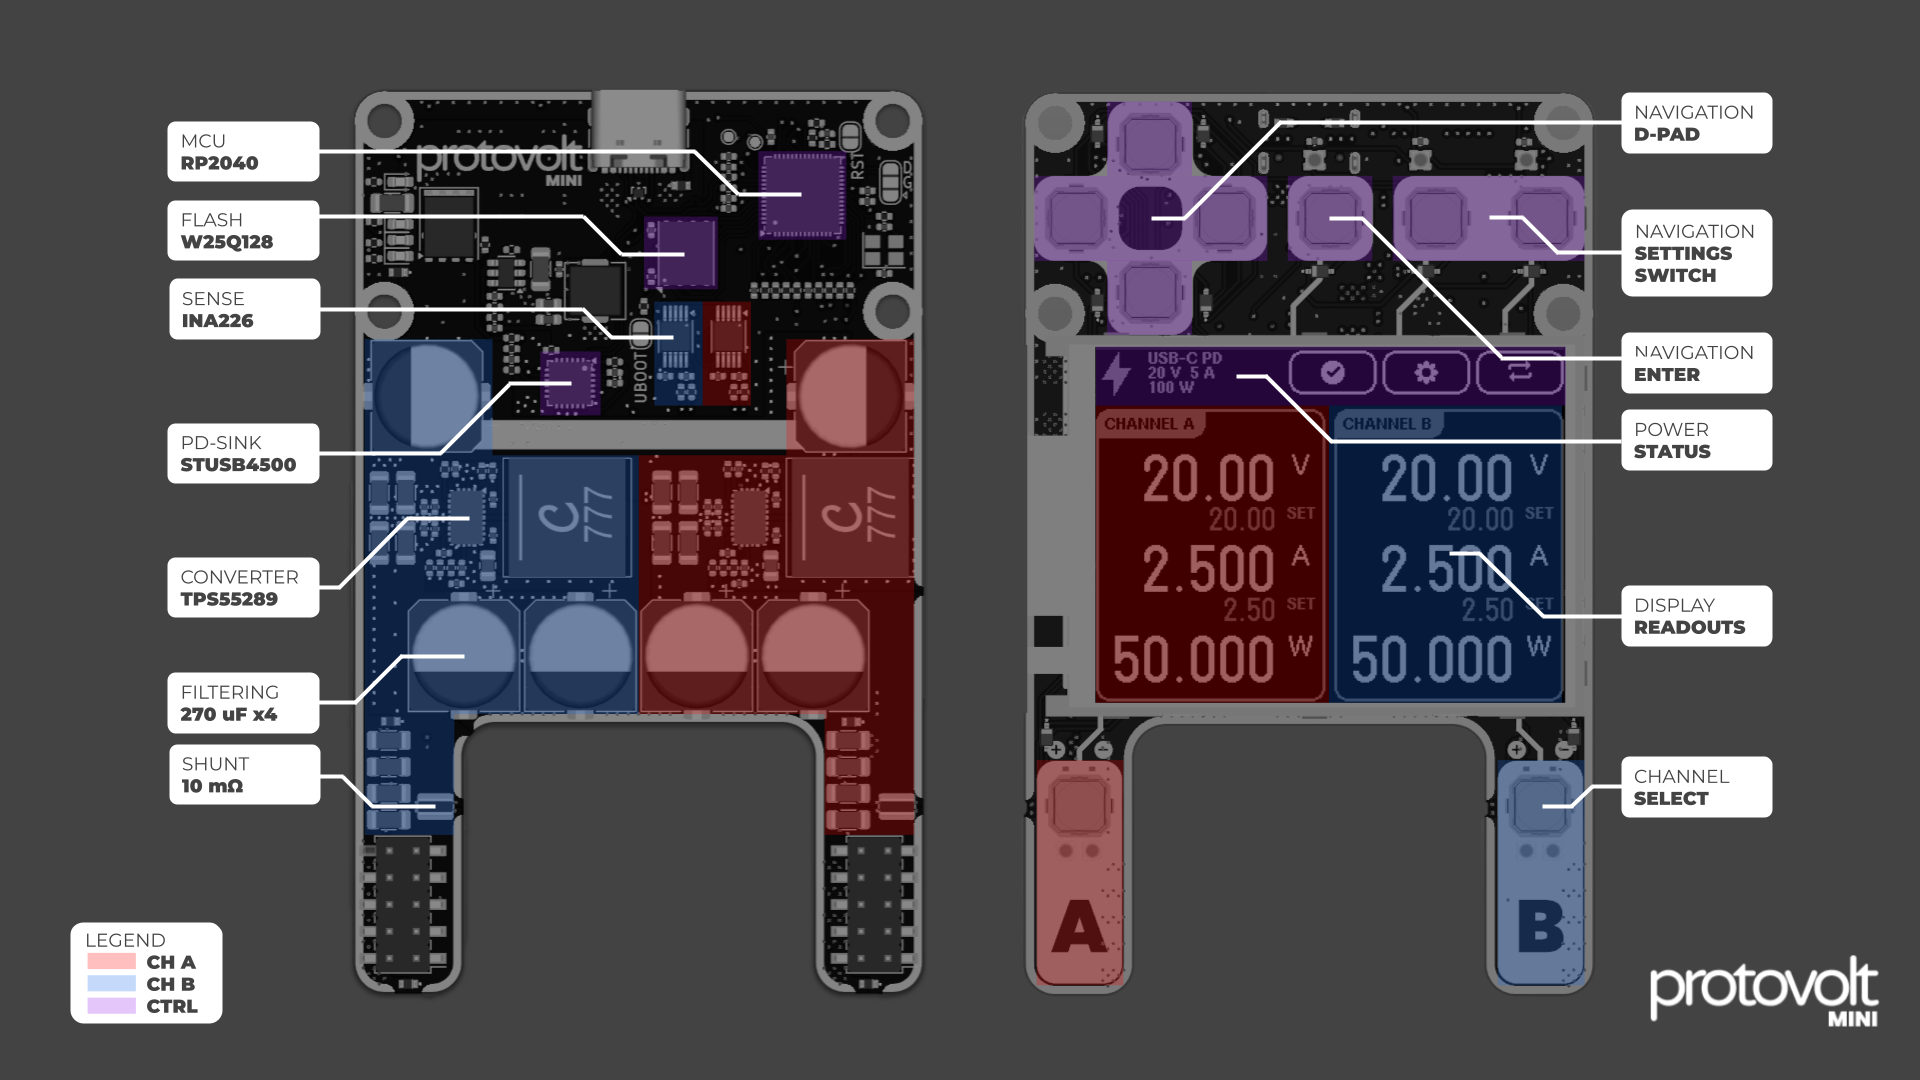 MCU
RP2040
FLASH
W25Q128
SENSE
INA226
PD-SINK
STUSB4500
CONVERTER
TPS55289
FILTERING
270 uF x4
SHUNT
10 mΩ
LEGEND
CH A
CH B
CTRL
protovolt
MINI
RST
UBOOT
C
777
C
777
NAVIGATION
D-PAD
NAVIGATION
SETTINGS
SWITCH
NAVIGATION
ENTER
POWER
STATUS
DISPLAY
READOUTS
CHANNEL
SELECT
USB-C PD
20 V 5 A
100 W
CHANNEL A
20.00 V
20.00 SET
2.500 A
2.50 SET
50.000 W
CHANNEL B
20.00 V
20.00 SET
2.500 A
2.50 SET
50.000 W
A
B
protovolt
MINI